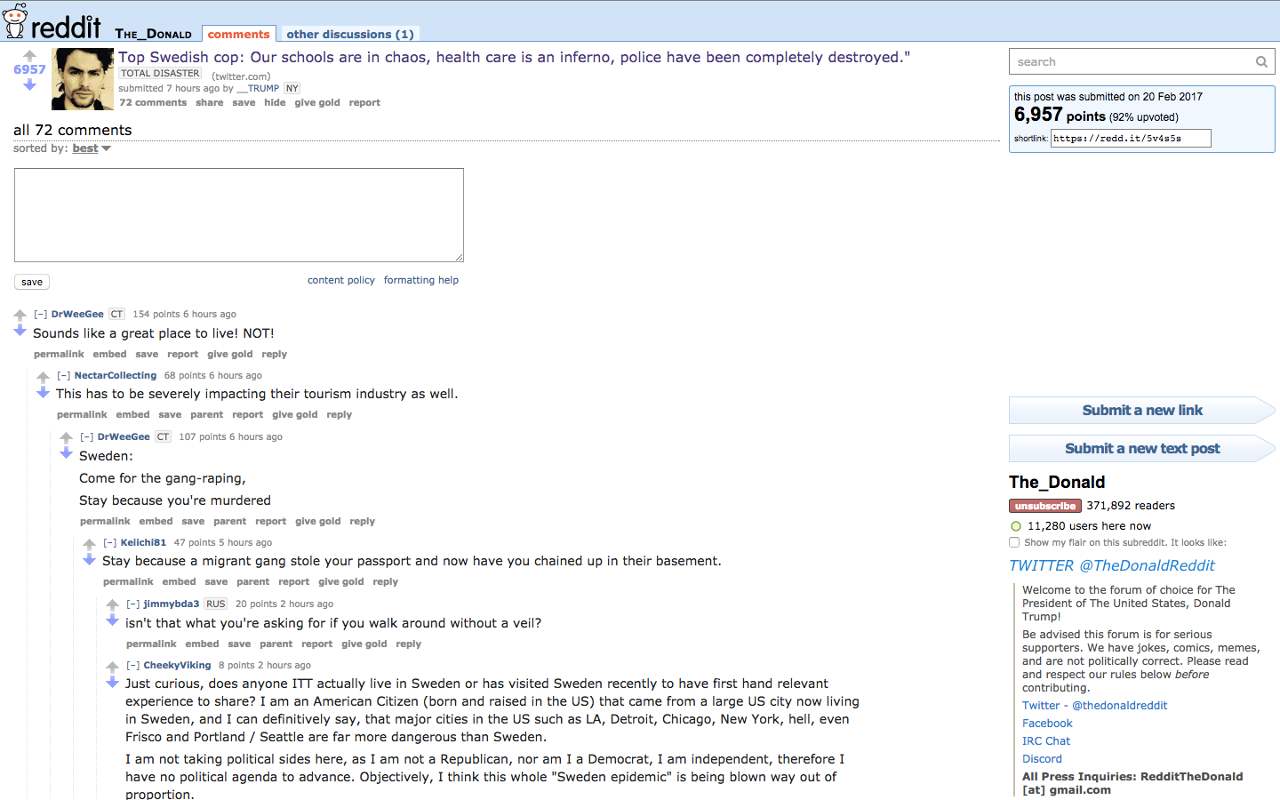 reddit The_Donald comments other discussions (1)
6957
Top Swedish cop: Our schools are in chaos, health care is an inferno, police have been completely destroyed."
TOTAL DISASTER (twitter.com)
submitted 7 hours ago by __TRUMP NY
72 comments share save hide give gold report
all 72 comments
sorted by: best
save
content policy formatting help
[–] DrWeeGee CT 154 points 6 hours ago
Sounds like a great place to live! NOT!
permalink embed save report give gold reply
[–] NectarCollecting 68 points 6 hours ago
This has to be severely impacting their tourism industry as well.
permalink embed save parent report give gold reply
[–] DrWeeGee CT 107 points 6 hours ago
Sweden:
Come for the gang-raping,
Stay because you're murdered
permalink embed save parent report give gold reply
[–] Keiichi81 47 points 5 hours ago
Stay because a migrant gang stole your passport and now have you chained up in their basement.
permalink embed save parent report give gold reply
[–] jimmybda3 RUS 20 points 2 hours ago
isn't that what you're asking for if you walk around without a veil?
permalink embed save parent report give gold reply
[–] CheekyViking 8 points 2 hours ago
Just curious, does anyone ITT actually live in Sweden or has visited Sweden recently to have first hand relevant
experience to share? I am an American Citizen (born and raised in the US) that came from a large US city now living
in Sweden, and I can definitively say, that major cities in the US such as LA, Detroit, Chicago, New York, hell, even
Frisco and Portland / Seattle are far more dangerous than Sweden.
I am not taking political sides here, as I am not a Republican, nor am I a Democrat, I am independent, therefore I
have no political agenda to advance. Objectively, I think this whole "Sweden epidemic" is being blown way out of
proportion.
search
this post was submitted on 20 Feb 2017
6,957 points (92% upvoted)
shortlink: https://redd.it/5v4s5s
Submit a new link
Submit a new text post
The_Donald
unsubscribe 371,892 readers
11,280 users here now
Show my flair on this subreddit. It looks like:
TWITTER @TheDonaldReddit
Welcome to the forum of choice for The
President of The United States, Donald
Trump!
Be advised this forum is for serious
supporters. We have jokes, comics, memes,
and are not politically correct. Please read
and respect our rules below before
contributing.
Twitter - @thedonaldreddit
Facebook
IRC Chat
Discord
All Press Inquiries: RedditTheDonald
[at] gmail.com